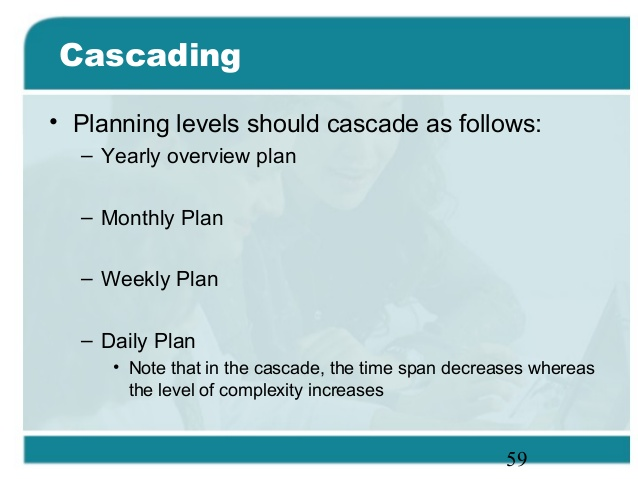 Cascading
• Planning levels should cascade as follows:
– Yearly overview plan
– Monthly Plan
– Weekly Plan
– Daily Plan
• Note that in the cascade, the time span decreases whereas
the level of complexity increases
59